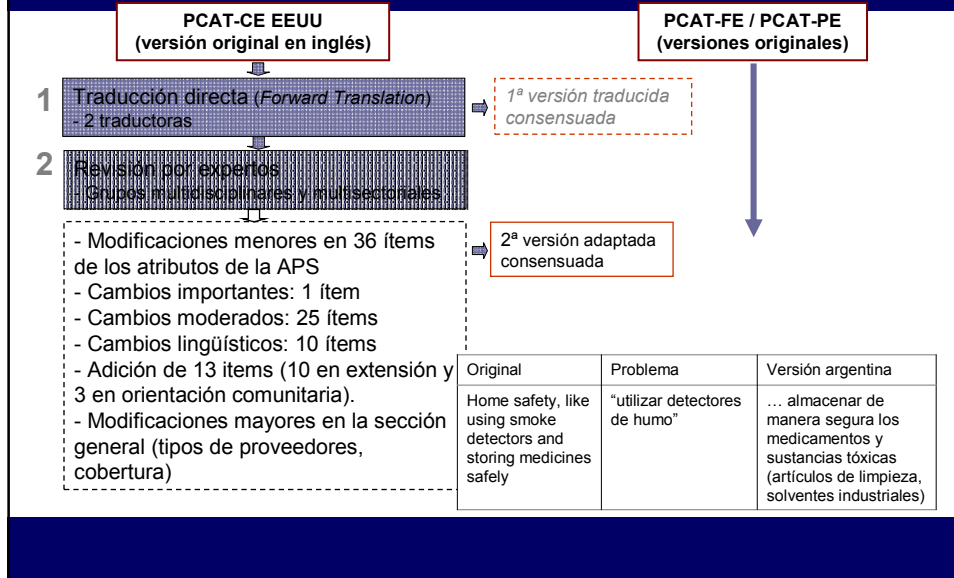 PCAT-CE EEUU
(versión original en inglés)
PCAT-FE / PCAT-PE
(versiones originales)
1
Traducción directa (Forward Translation)
- 2 traductoras
1ª versión traducida
consensuada
2
Revisión por expertos
- Grupos multidisciplinares y multisectoriales
- Modificaciones menores en 36 ítems
de los atributos de la APS
- Cambios importantes: 1 ítem
- Cambios moderados: 25 ítems
- Cambios lingüísticos: 10 ítems
- Adición de 13 items (10 en extensión y
3 en orientación comunitaria).
- Modificaciones mayores en la sección
general (tipos de proveedores,
cobertura)
2ª versión adaptada
consensuada
Original
Problema
Versión argentina
Home safety, like
using smoke
detectors and
storing medicines
safely
“utilizar detectores
de humo”
… almacenar de
manera segura los
medicamentos y
sustancias tóxicas
(artículos de limpieza,
solventes industriales)